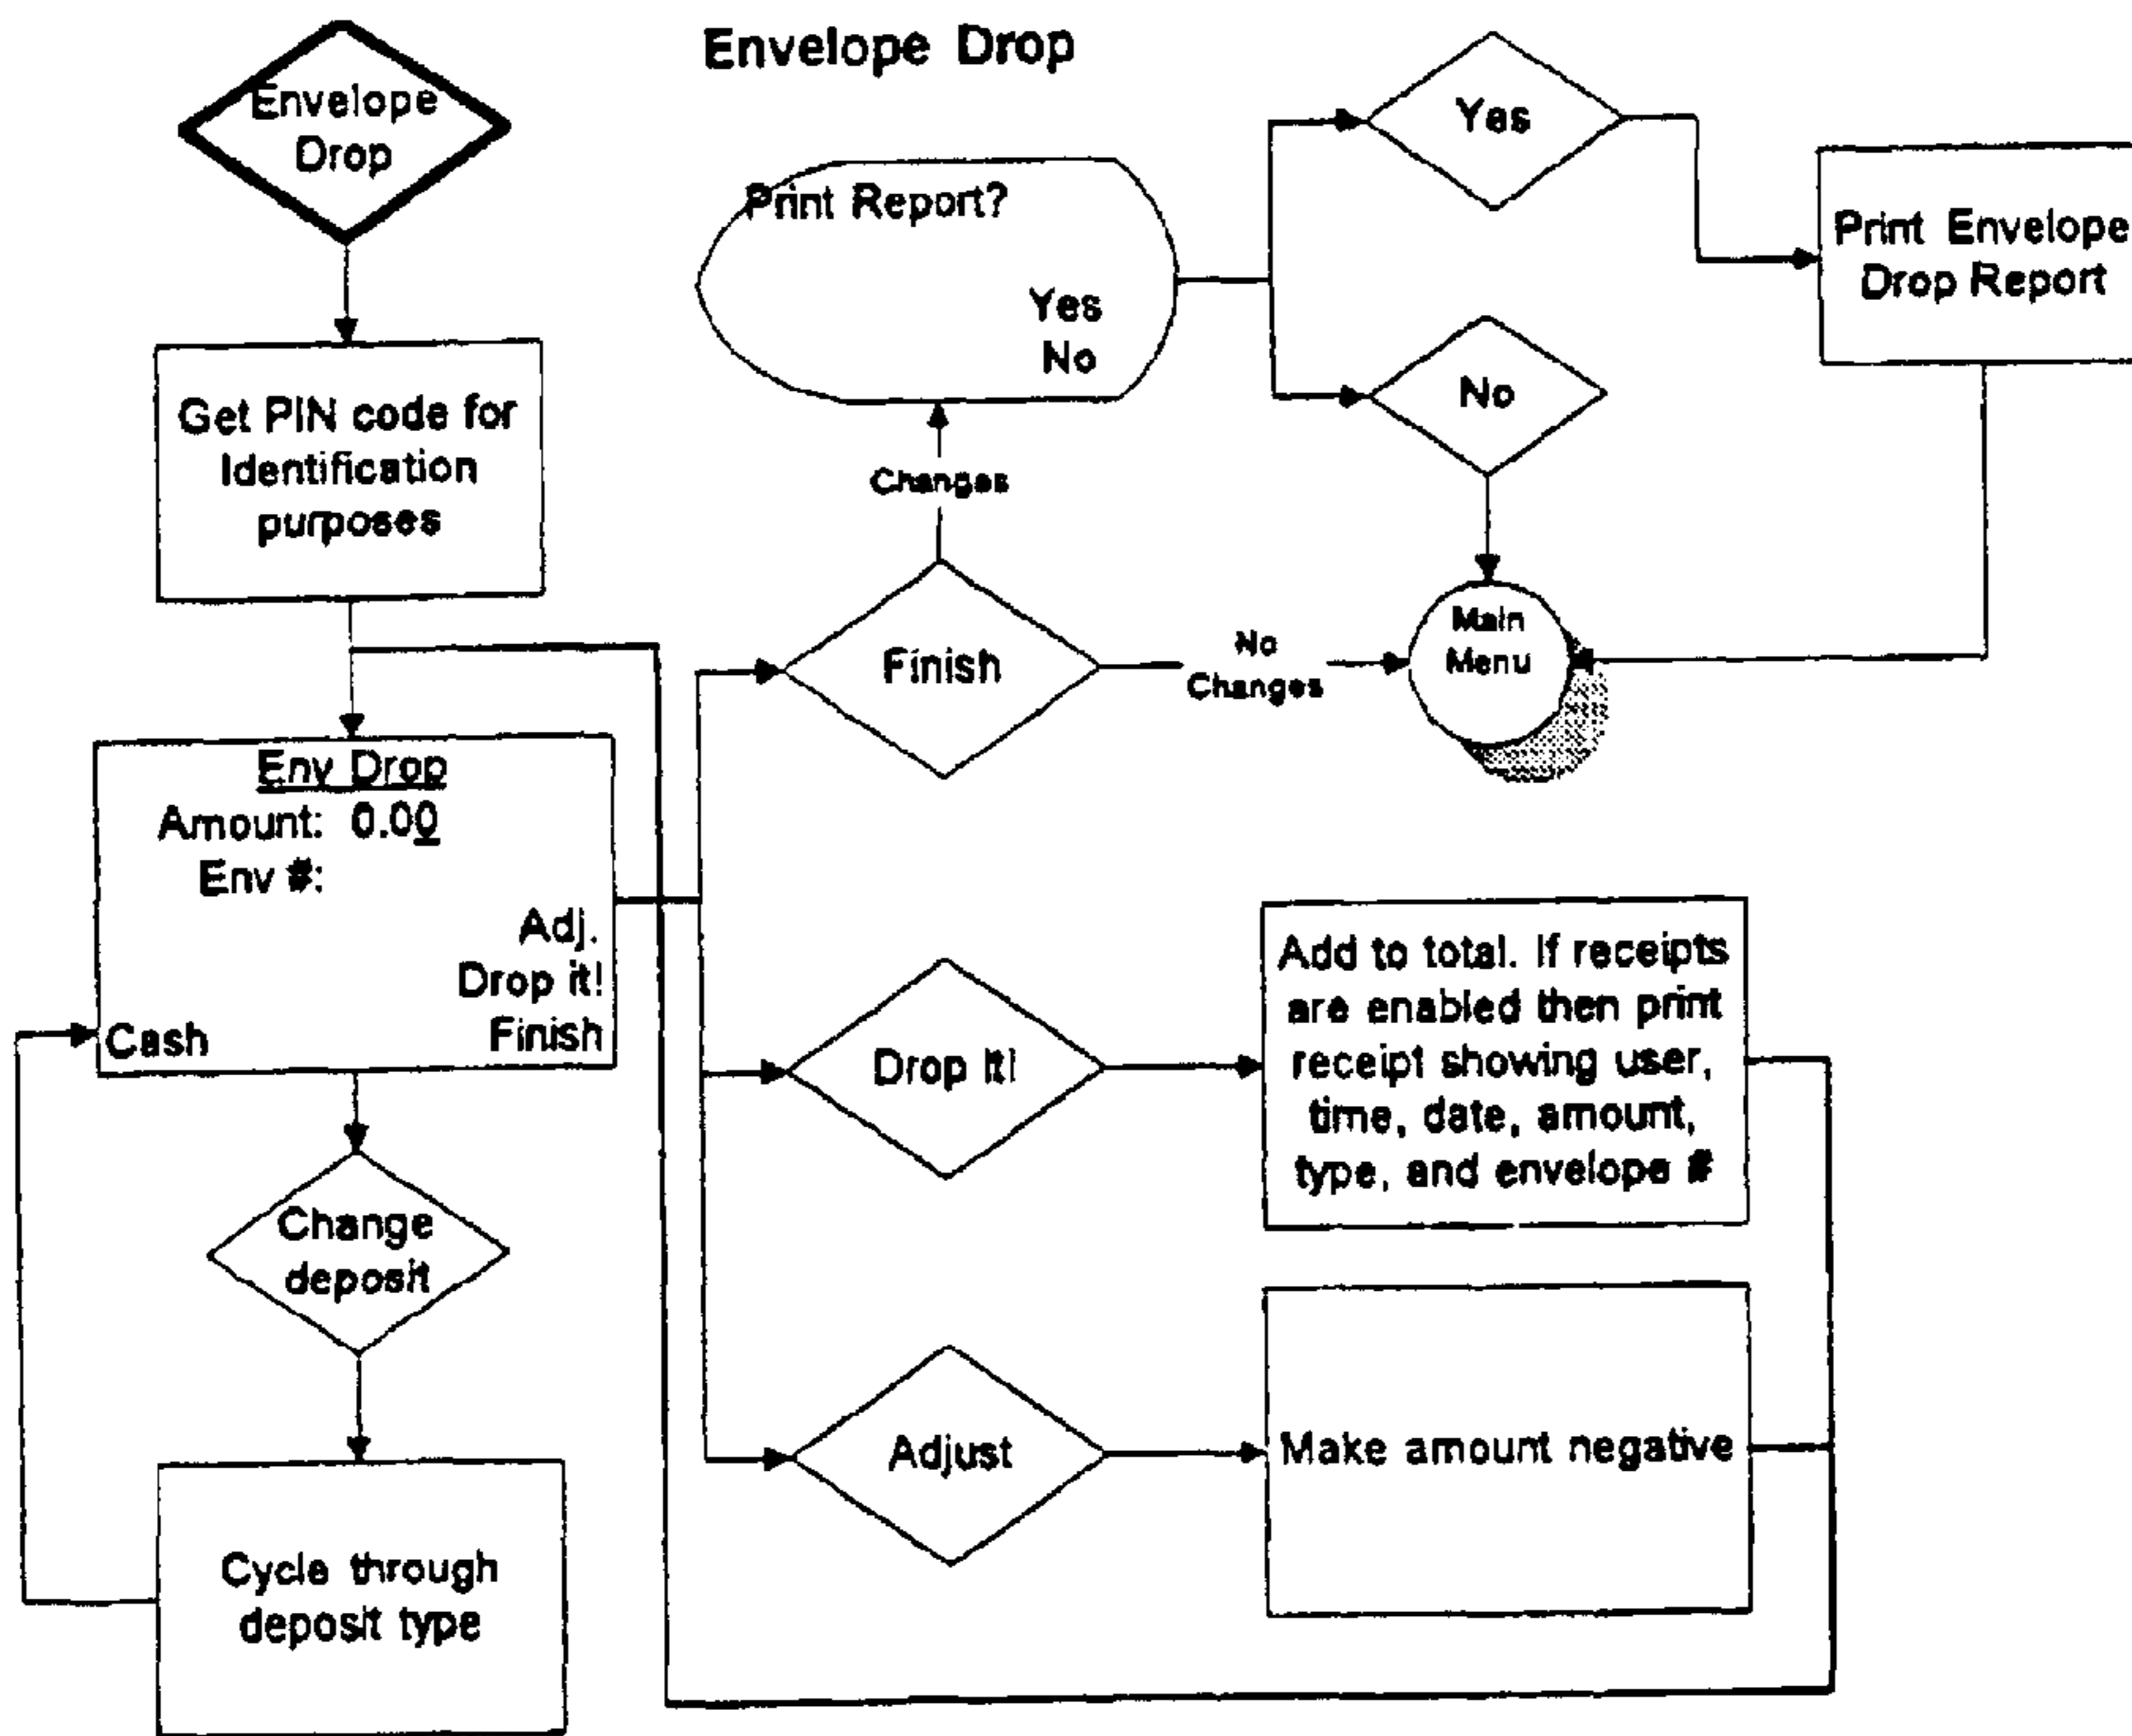 Envelope Drop
Envelope
Drop
Get PIN code for
Identification
purposes
Env Drop
Amount: 0.00
Env #:
Adj.
Drop it!
Cash
Finish
Change
deposit
Cycle through
deposit type
Print Report?
Yes
No
Changes
Finish
No
Changes
Yes
No
Print Envelope
Drop Report
Main
Menu
Drop It!
Add to total. If receipts
are enabled then print
receipt showing user,
time, date, amount,
type, and envelope #
Adjust
Make amount negative